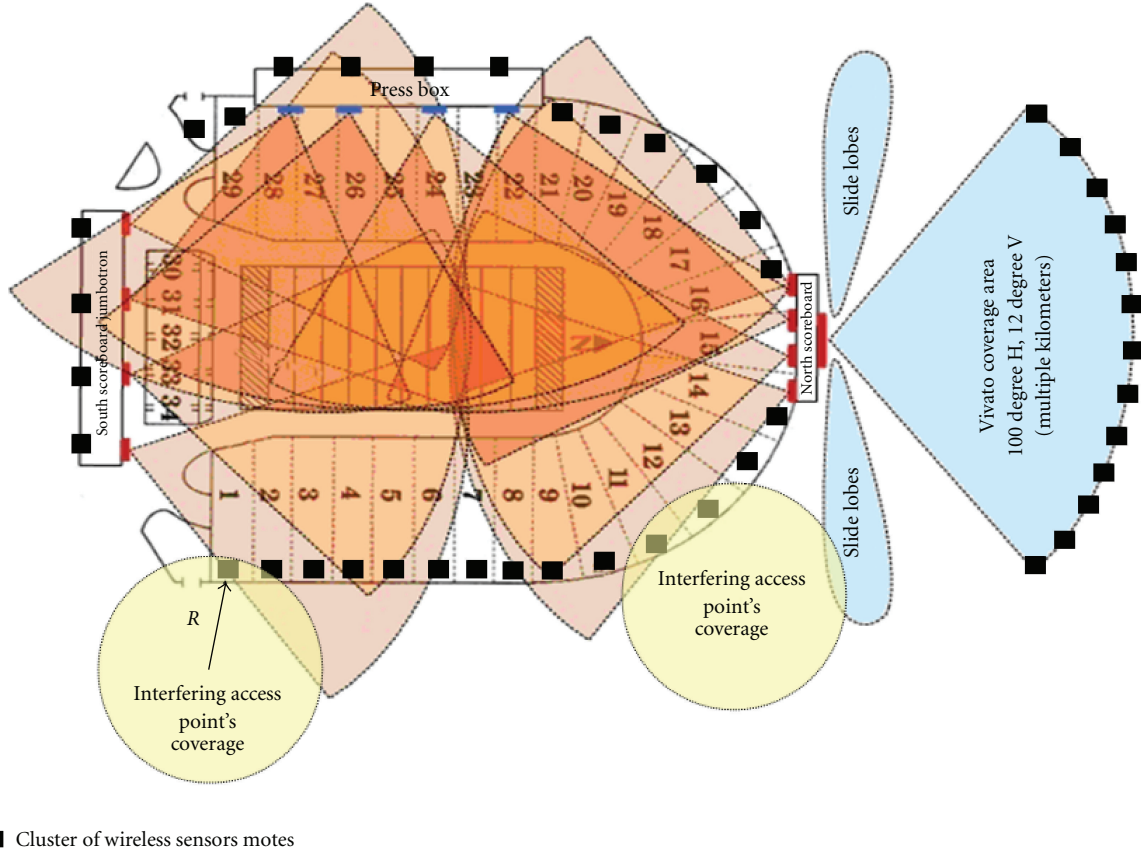 Press box
29
28
27
26
25
24
23
22
21
20
19
18
17
16
15
14
13
12
11
10
9
8
7
6
5
4
3
2
1
30 31 32 33 34
N
South scoreboard jumbotron
North scoreboard
Slide lobes
Slide lobes
Vivato coverage area
100 degree H, 12 degree V
(multiple kilometers)
R
Interfering access
point's
coverage
Interfering access
point's
coverage
Cluster of wireless sensors motes